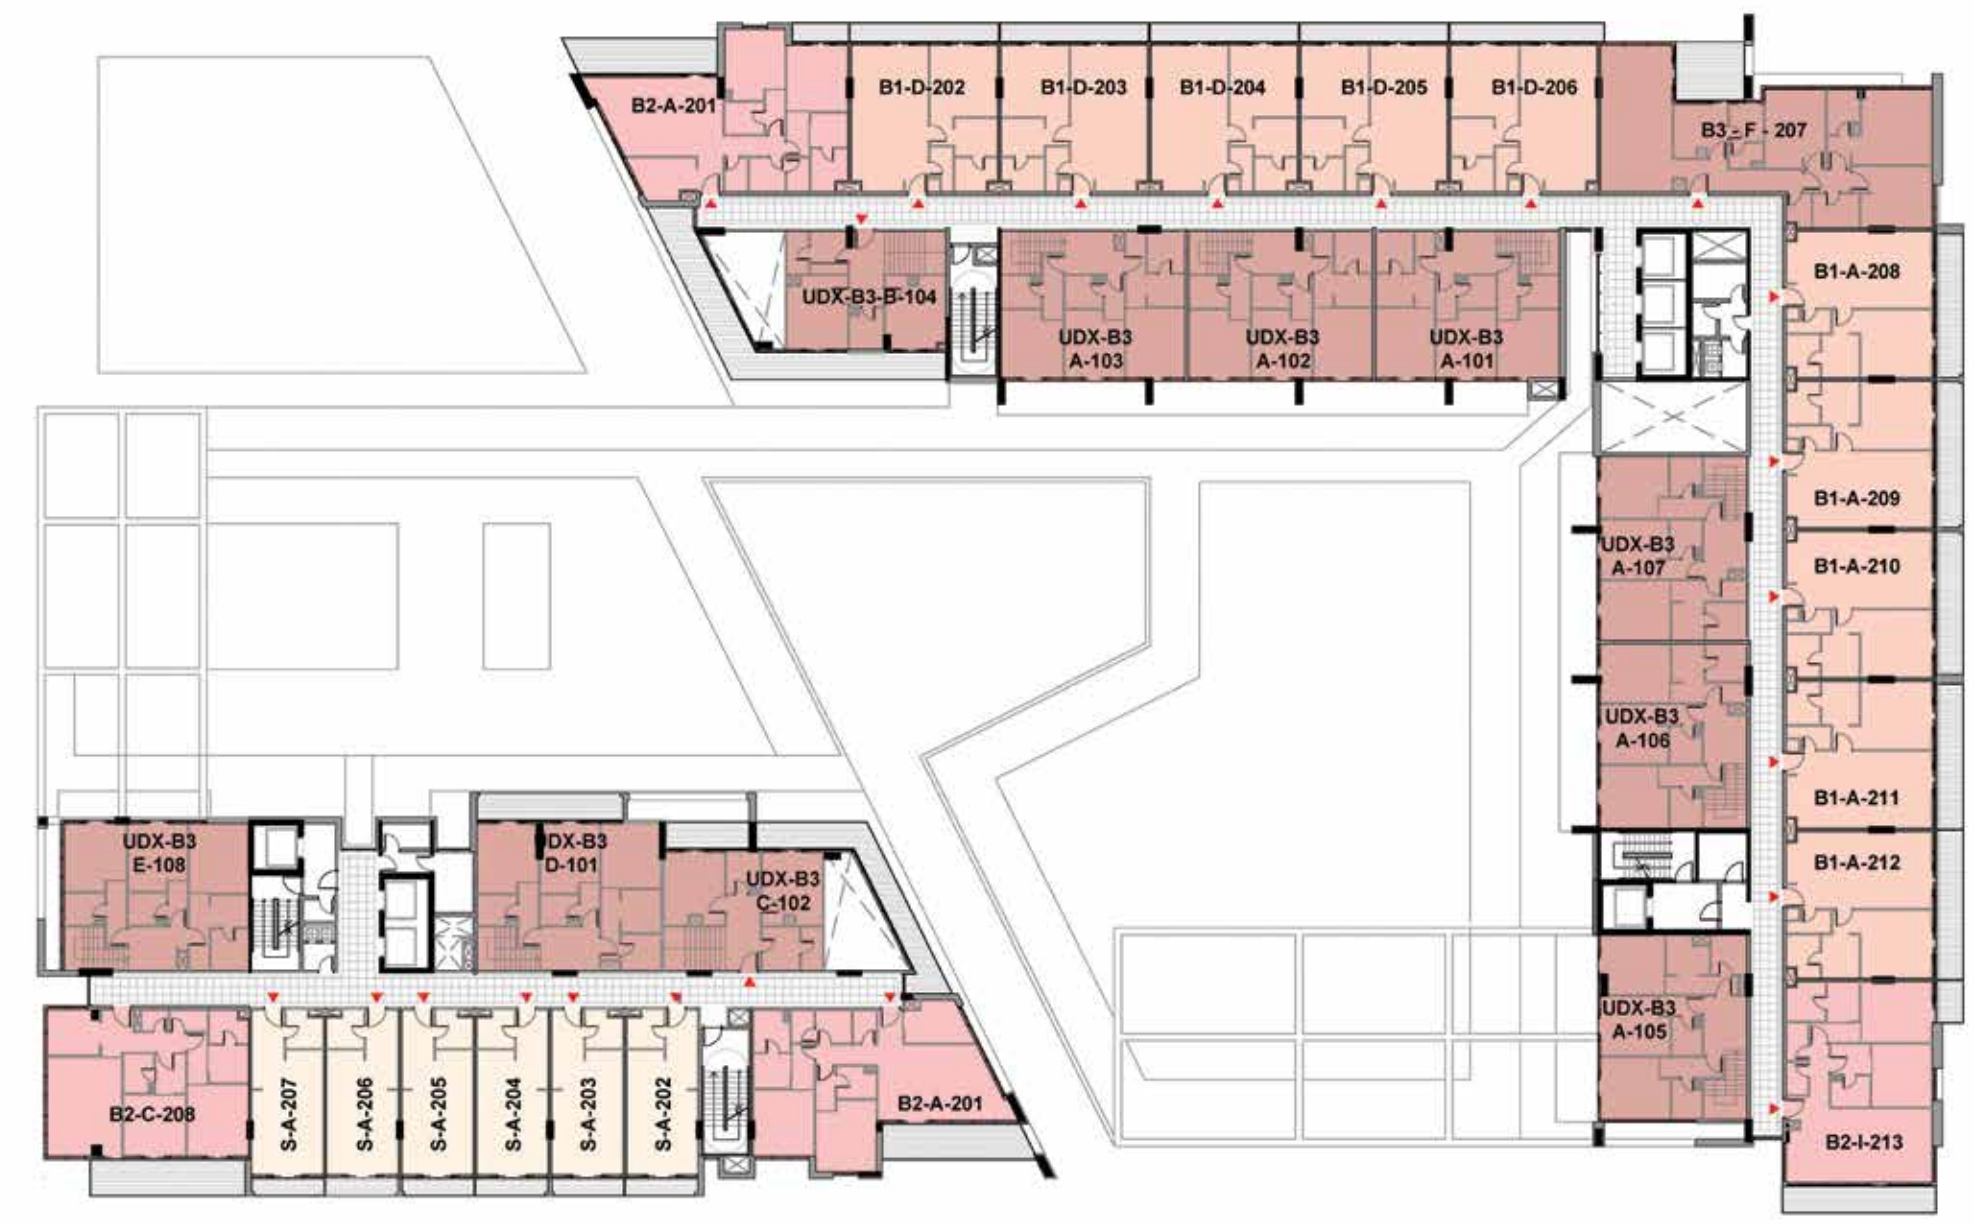 B2-A-201
B1-D-202
B1-D-203
B1-D-204
B1-D-205
B1-D-206
B3 - F - 207
UDX-B3-B-104
UDX-B3
A-103
UDX-B3
A-102
UDX-B3
A-101
B1-A-208
B1-A-209
UDX-B3
A-107
B1-A-210
UDX-B3
A-106
B1-A-211
B1-A-212
UDX-B3
A-105
B2-I-213
UDX-B3
E-108
UDX-B3
D-101
UDX-B3
C-102
B2-C-208
S-A-207
S-A-206
S-A-205
S-A-204
S-A-203
S-A-202
B2-A-201